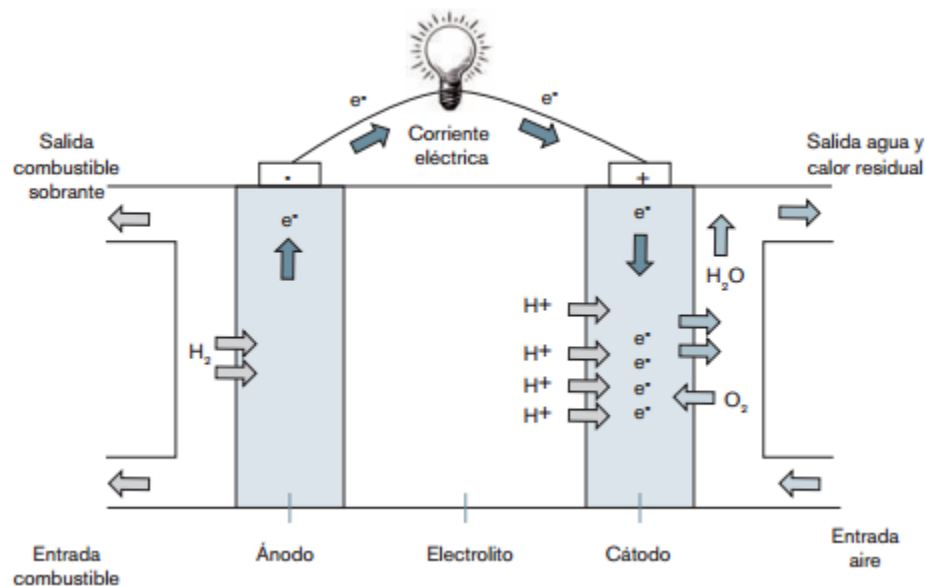 e-
e-
Corriente
eléctrica
Salida
combustible
sobrante
Salida agua y
calor residual
-
+
e-
e-
H₂O
H+
H₂
e-
H+
e-
H+
e-
O₂
H+
e-
Entrada
combustible
Ánodo
Electrolito
Cátodo
Entrada
aire